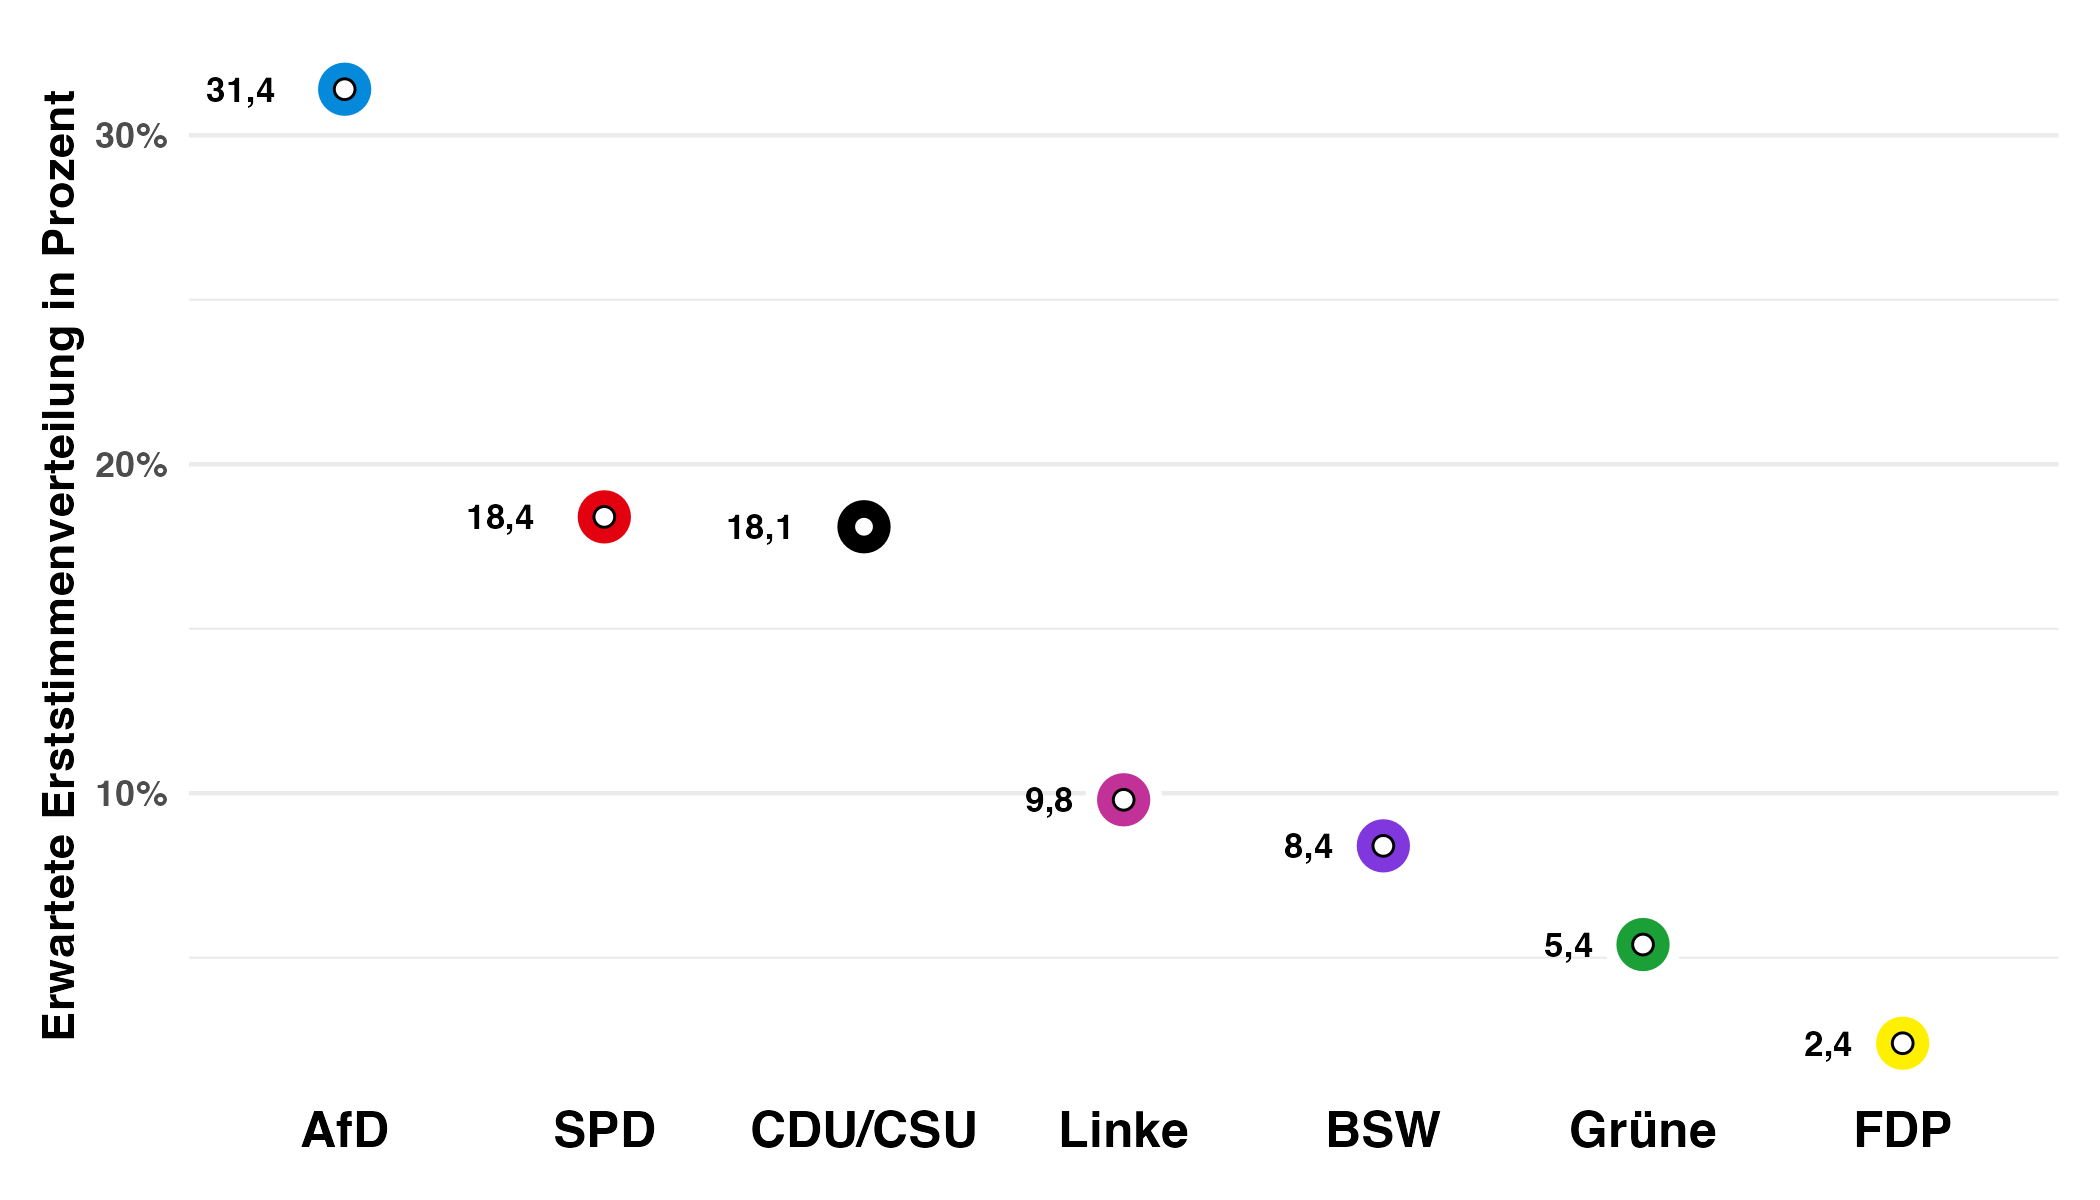 Erwartete Erststimmenverteilung in Prozent
30%
20%
10%
31,4
18,4
18,1
9,8
8,4
5,4
2,4
AfD
SPD
CDU/CSU
Linke
BSW
Grüne
FDP